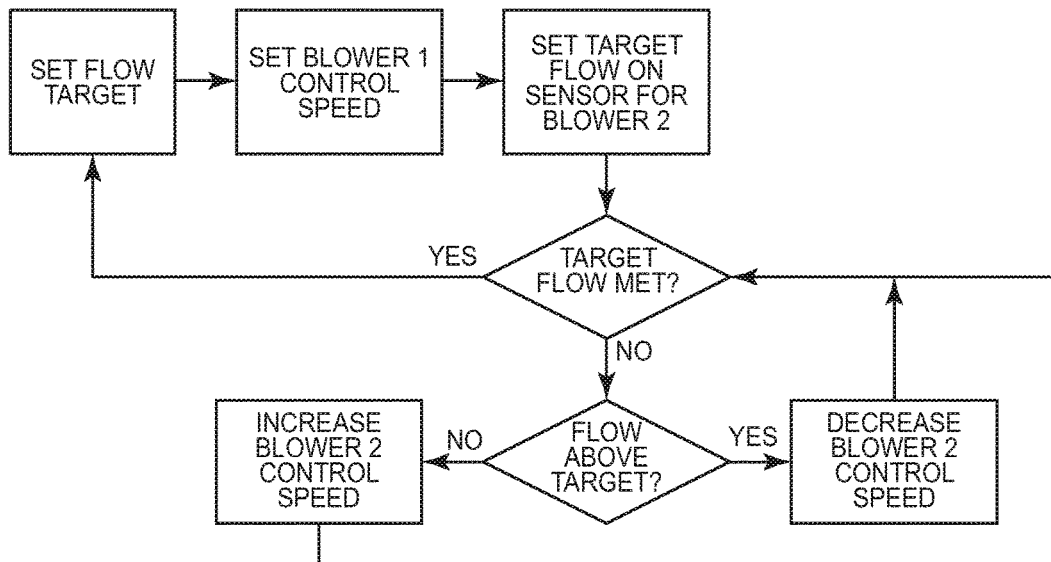 SET FLOW
TARGET
SET BLOWER 1
CONTROL
SPEED
SET TARGET
FLOW ON
SENSOR FOR
BLOWER 2
YES
TARGET
FLOW MET?
NO
INCREASE
BLOWER 2
CONTROL
SPEED
NO
FLOW
ABOVE
TARGET?
YES
DECREASE
BLOWER 2
CONTROL
SPEED